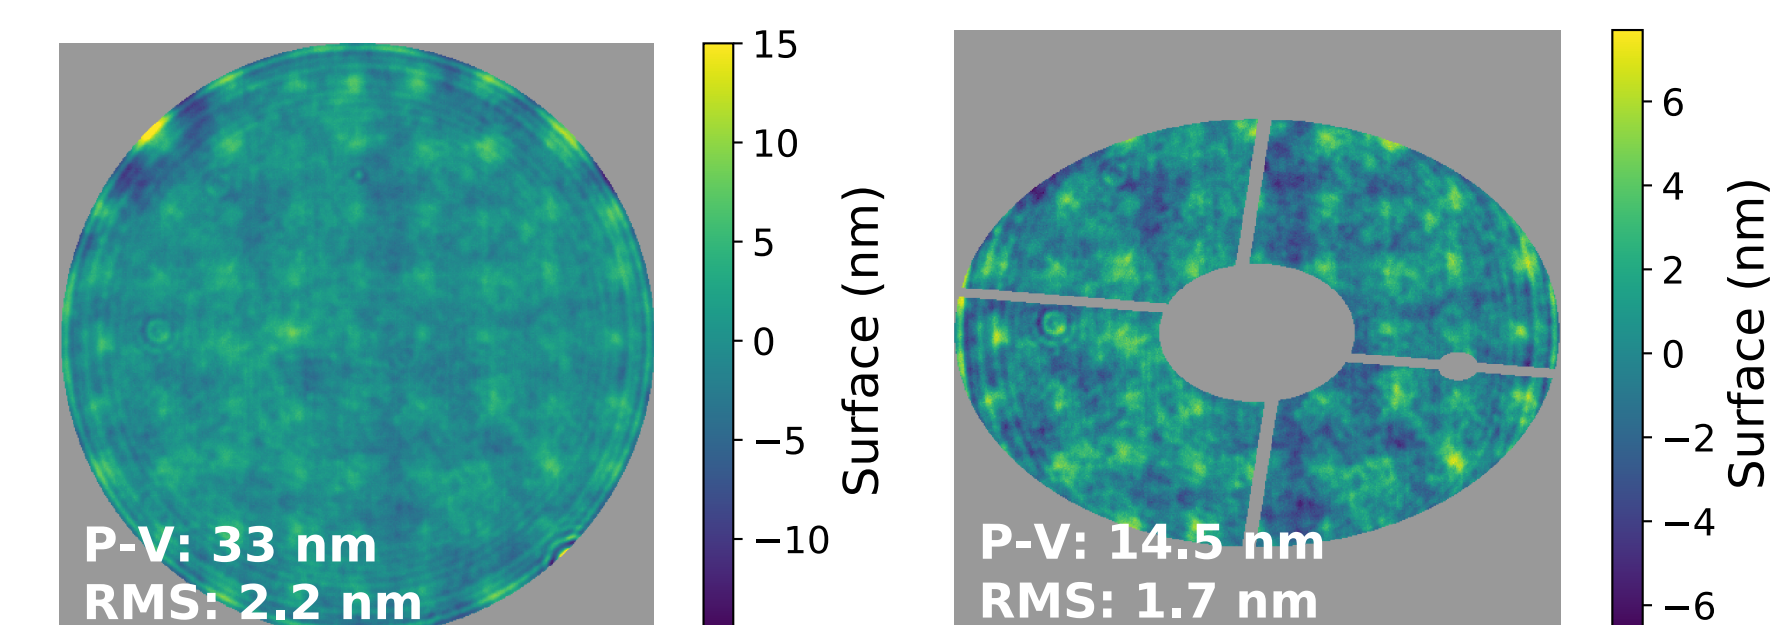 15
10
5
0
−5
−10
Surface (nm)
P-V: 33 nm
RMS: 2.2 nm
6
4
2
0
−2
−4
−6
Surface (nm)
P-V: 14.5 nm
RMS: 1.7 nm